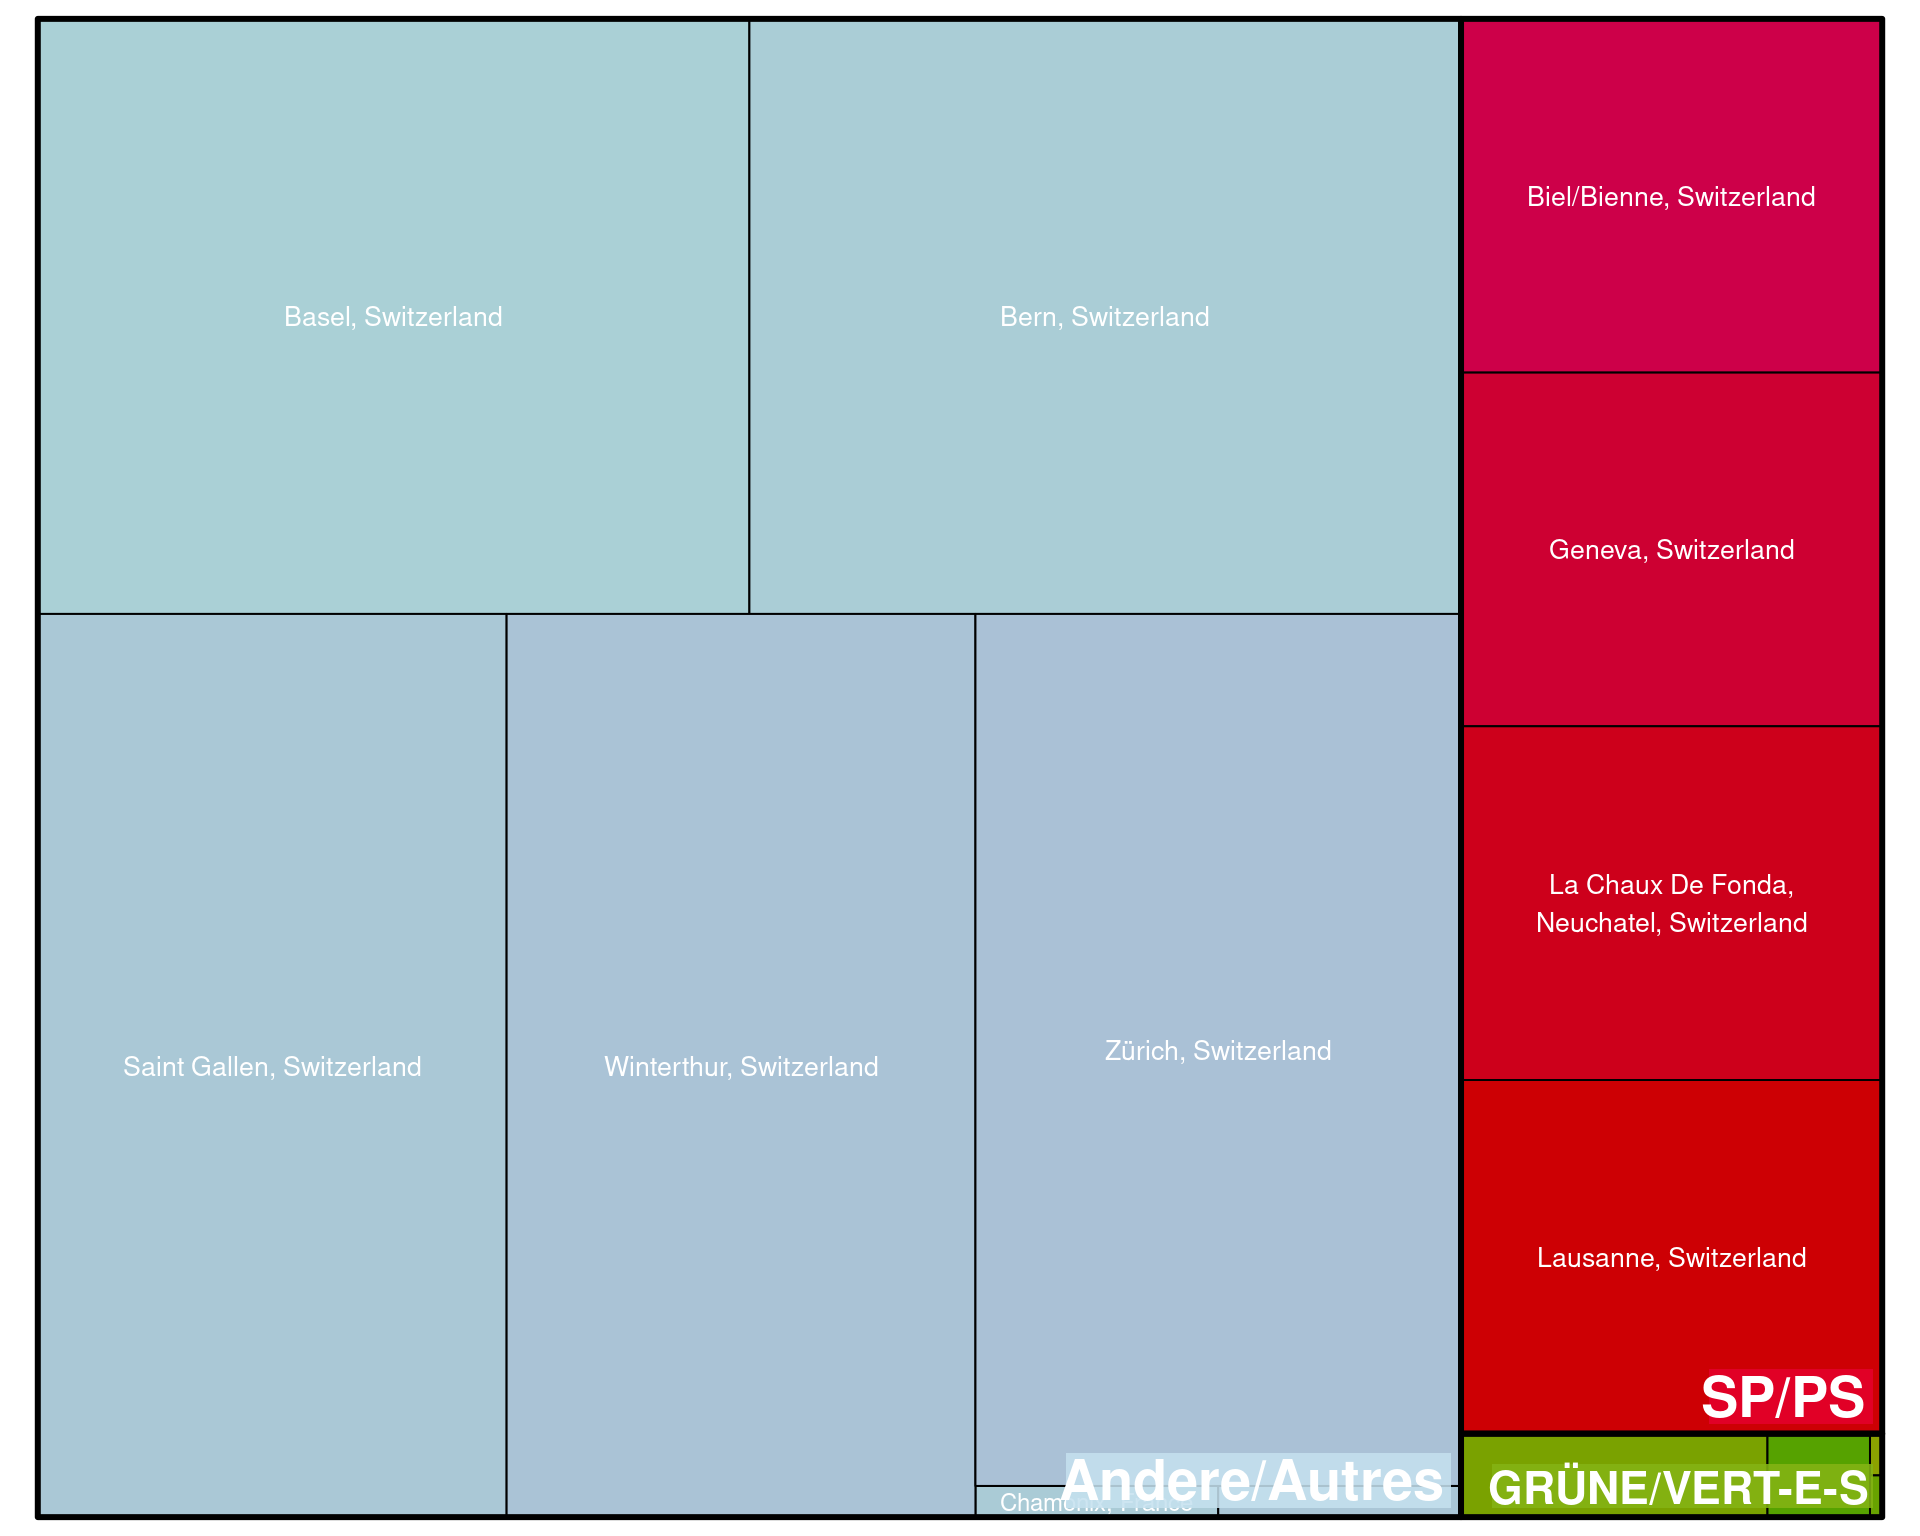 Basel, Switzerland
Bern, Switzerland
Biel/Bienne, Switzerland
Geneva, Switzerland
La Chaux De Fonda,
Neuchatel, Switzerland
Saint Gallen, Switzerland
Winterthur, Switzerland
Zürich, Switzerland
Lausanne, Switzerland
SP/PS
Andere/Autres
GRÜNE/VERT-E-S
Chamonix, France